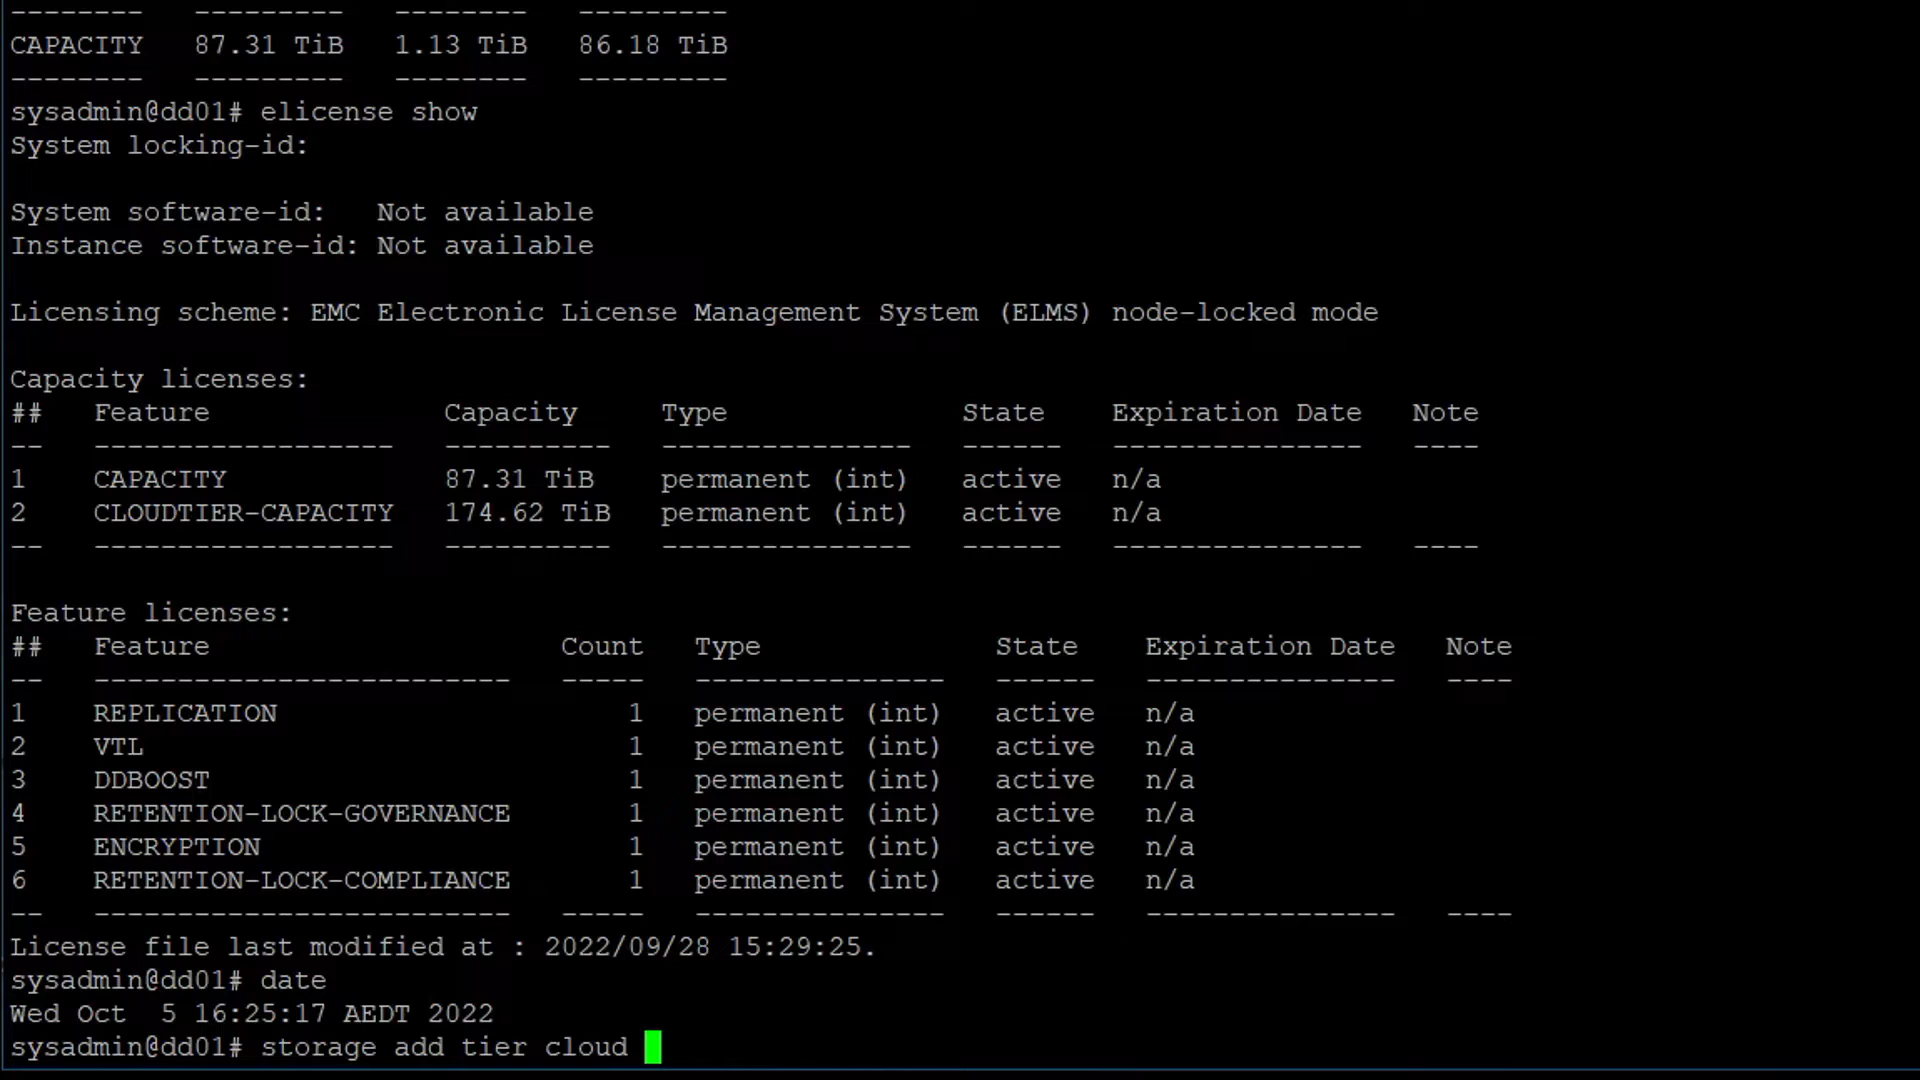 --------   ---------   --------   ---------
CAPACITY   87.31 TiB   1.13 TiB   86.18 TiB
--------   ---------   --------   ---------
sysadmin@dd01# elicense show
System locking-id:
System software-id:   Not available
Instance software-id: Not available
Licensing scheme: EMC Electronic License Management System (ELMS) node-locked mode
Capacity licenses:
##   Feature              Capacity     Type              State    Expiration Date   Note
--   ------------------   ----------   ---------------   ------   ---------------   ----
1    CAPACITY             87.31 TiB    permanent (int)   active   n/a
2    CLOUDTIER-CAPACITY   174.62 TiB   permanent (int)   active   n/a
--   ------------------   ----------   ---------------   ------   ---------------   ----
Feature licenses:
##   Feature                     Count   Type              State    Expiration Date   Note
--   -------------------------   -----   ---------------   ------   ---------------   ----
1    REPLICATION                     1   permanent (int)   active   n/a
2    VTL                             1   permanent (int)   active   n/a
3    DDBOOST                         1   permanent (int)   active   n/a
4    RETENTION-LOCK-GOVERNANCE       1   permanent (int)   active   n/a
5    ENCRYPTION                      1   permanent (int)   active   n/a
6    RETENTION-LOCK-COMPLIANCE       1   permanent (int)   active   n/a
--   -------------------------   -----   ---------------   ------   ---------------   ----
License file last modified at : 2022/09/28 15:29:25.
sysadmin@dd01# date
Wed Oct  5 16:25:17 AEDT 2022
sysadmin@dd01# storage add tier cloud